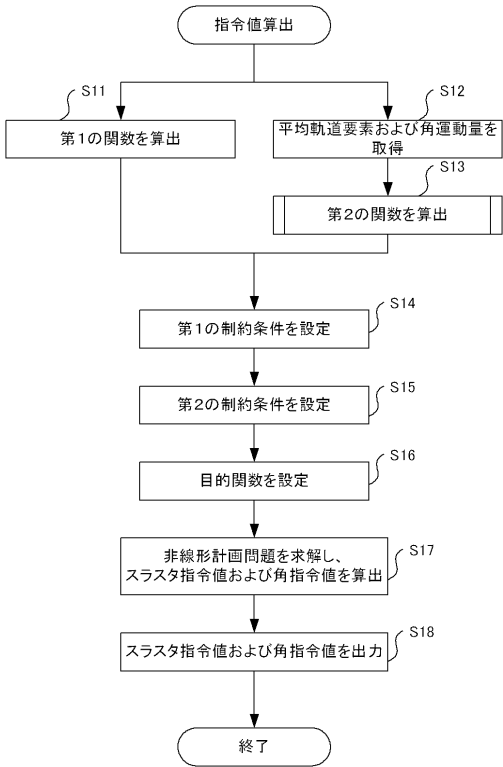 指令値算出
S11
第1の関数を算出
S12
平均軌道要素および角運動量を
取得
S13
第2の関数を算出
S14
第1の制約条件を設定
S15
第2の制約条件を設定
S16
目的関数を設定
S17
非線形計画問題を求解し、
スラスタ指令値および角指令値を算出
S18
スラスタ指令値および角指令値を出力
終了